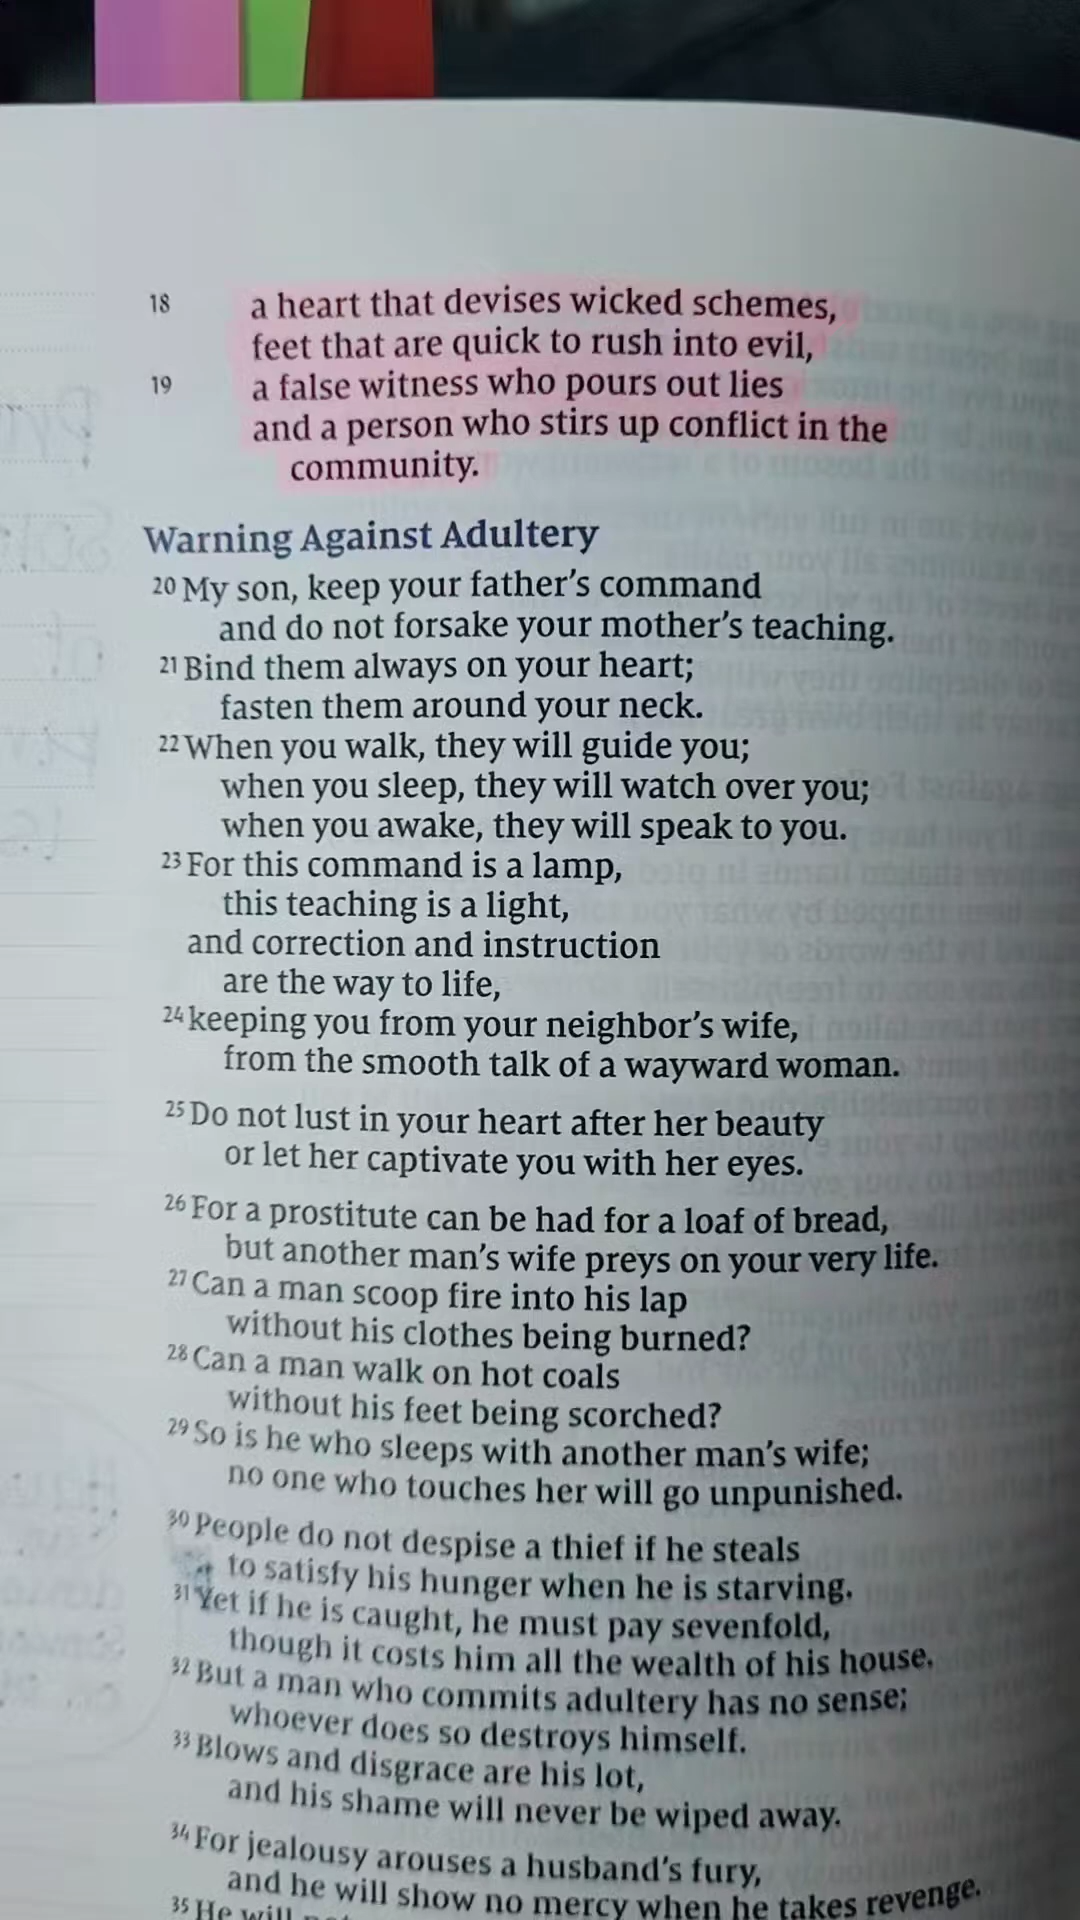 18 a heart that devises wicked schemes,
feet that are quick to rush into evil,
19 a false witness who pours out lies
and a person who stirs up conflict in the
community.
Warning Against Adultery
20 My son, keep your father's command
and do not forsake your mother's teaching.
21 Bind them always on your heart;
fasten them around your neck.
22 When you walk, they will guide you;
when you sleep, they will watch over you;
when you awake, they will speak to you.
23 For this command is a lamp,
this teaching is a light,
and correction and instruction
are the way to life,
24 keeping you from your neighbor's wife,
from the smooth talk of a wayward woman.
25 Do not lust in your heart after her beauty
or let her captivate you with her eyes.
26 For a prostitute can be had for a loaf of bread,
but another man's wife preys on your very life.
27 Can a man scoop fire into his lap
without his clothes being burned?
28 Can a man walk on hot coals
without his feet being scorched?
29 So is he who sleeps with another man's wife;
no one who touches her will go unpunished.
30 People do not despise a thief if he steals
to satisfy his hunger when he is starving.
31 Yet if he is caught, he must pay sevenfold,
though it costs him all the wealth of his house.
32 But a man who commits adultery has no sense;
whoever does so destroys himself.
33 Blows and disgrace are his lot,
and his shame will never be wiped away.
34 For jealousy arouses a husband's fury,
and he will show no mercy when he takes revenge.
35 He will